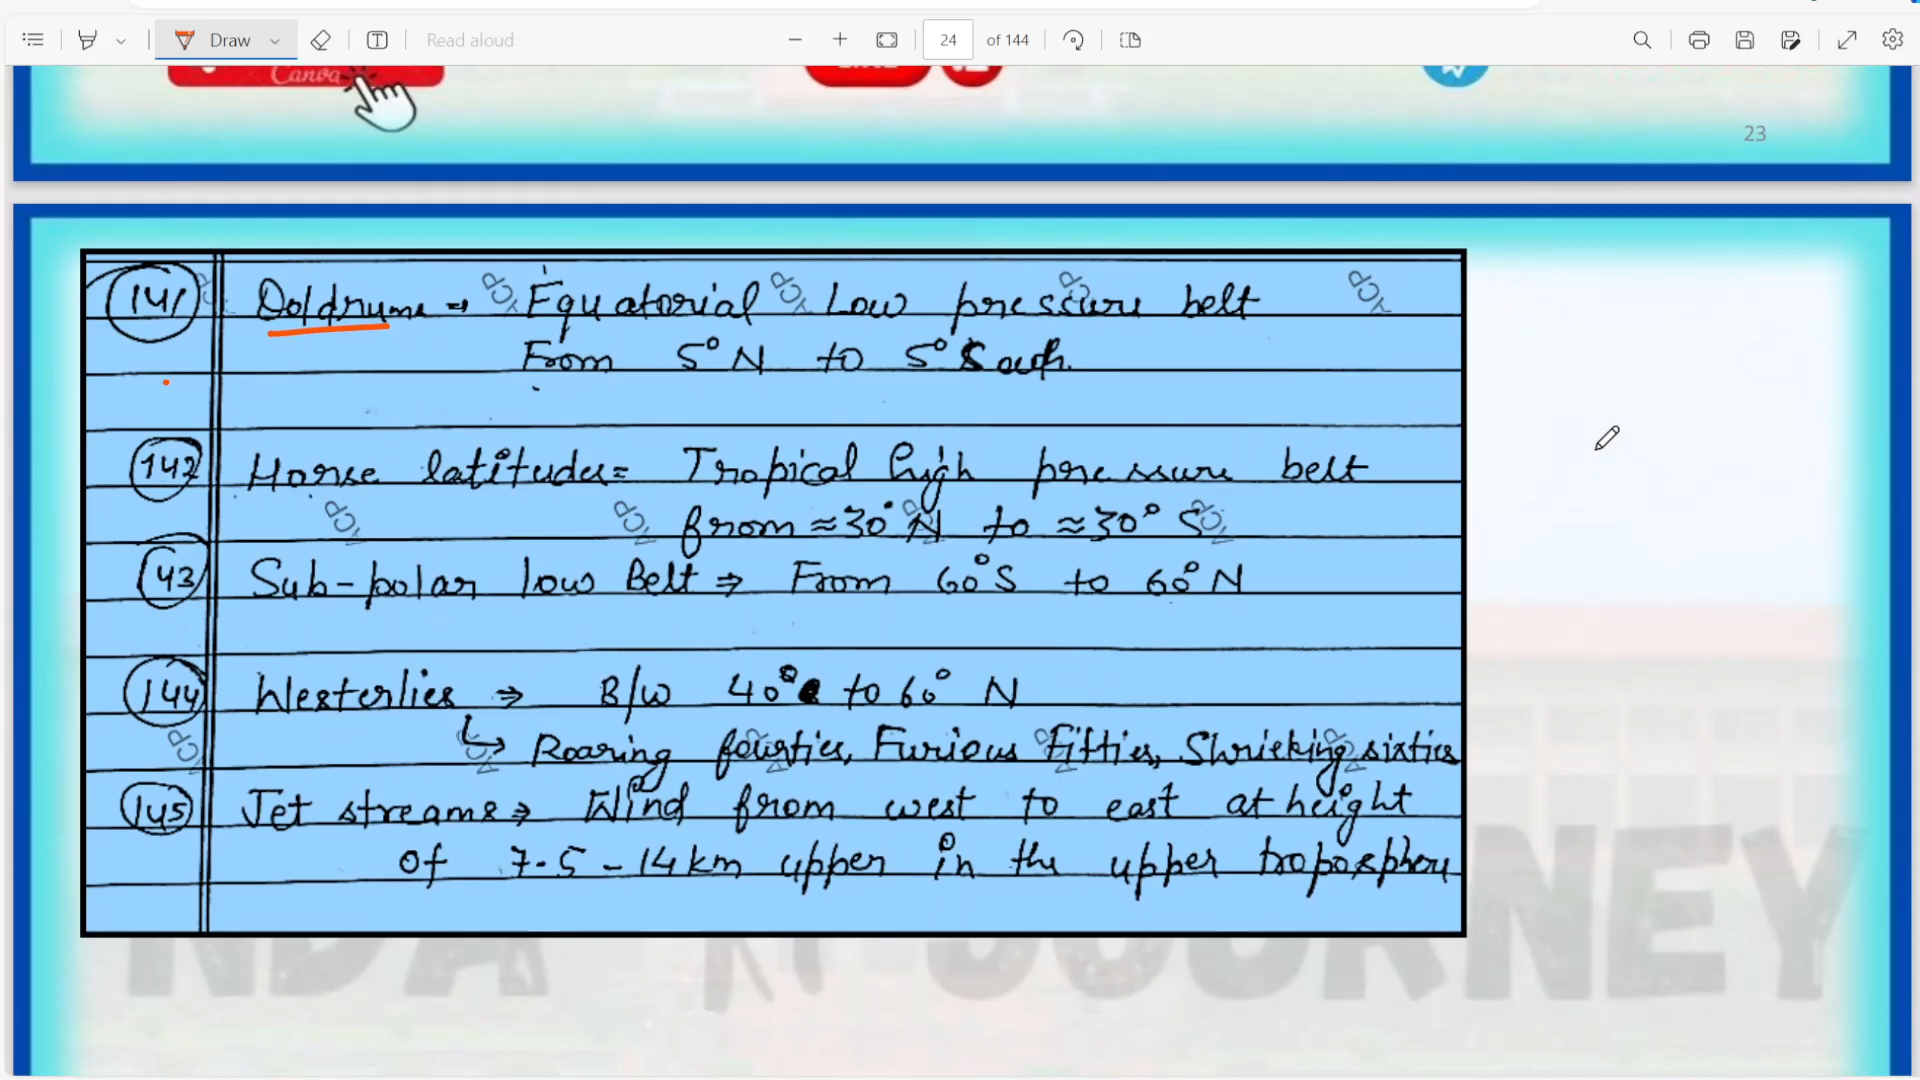 Draw
Read aloud
24
of 144
Canva
23
141 Doldrums → Equatorial Low pressure belt
From 5° N to 5° South.
142 Horse latitudes = Tropical high pressure belt
from ≈ 30° N to ≈ 30° S
143 Sub-polar low Belt ⇒ From 60° S to 60° N
144 Westerlies ⇒ B/w 40° to 60° N
↳ Roaring fourties, Furious Fifties, Shrieking sixties
145 Jet streams ⇒ Wind from west to east at height
of 7.5 - 14 km upper in the upper troposphere
NDA JOURNEY